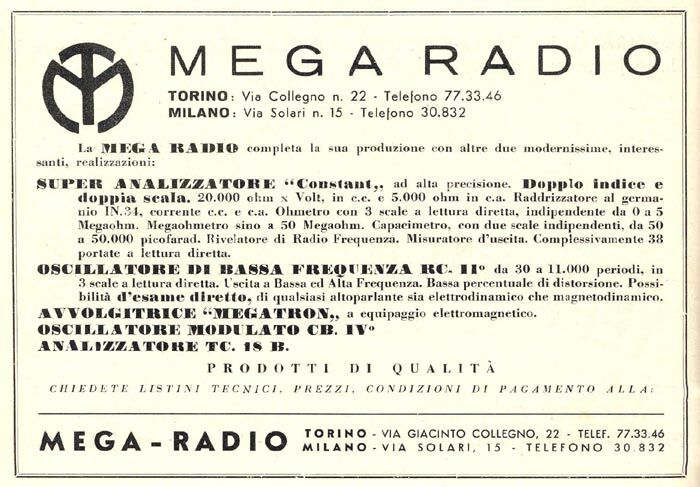 MEGA RADIO
TORINO: Via Collegno n. 22 - Telefono 77.33.46
MILANO: Via Solari n. 15 - Telefono 30.832
La MEGA RADIO completa la sua produzione con altre due modernissime, interes-
santi, realizzazioni:
SUPER ANALIZZATORE “Constant„ ad alta precisione. Doppio indice e
doppia scala. 20.000 ohm x Volt, in c.c. e 5.000 ohm in c.a. Raddrizzatore al germa-
nio IN.34, corrente c.c. e c.a. Ohmetro con 3 scale a lettura diretta, indipendente da 0 a 5
Megaohm. Megaohmetro sino a 50 Megaohm. Capacimetro, con due scale indipendenti, da 50
a 50.000 picofarad. Rivelatore di Radio Frequenza. Misuratore d'uscita. Complessivamente 38
portate a lettura diretta.
OSCILLATORE DI BASSA FREQUENZA RC. II° da 30 a 11.000 periodi, in
3 scale a lettura diretta. Uscita a Bassa ed Alta Frequenza. Bassa percentuale di distorsione. Possi-
bilità d'esame diretto, di qualsiasi altoparlante sia elettrodinamico che magnetodinamico.
AVVOLGITRICE “MEGATRON„ a equipaggio elettromagnetico.
OSCILLATORE MODULATO CB. IV°
ANALIZZATORE TC. 18 B.
PRODOTTI DI QUALITÀ
CHIEDETE LISTINI TECNICI, PREZZI, CONDIZIONI DI PAGAMENTO ALLA:
MEGA-RADIO TORINO - VIA GIACINTO COLLEGNO, 22 - TELEF. 77.33.46
MILANO - VIA SOLARI, 15 - TELEFONO 30.832